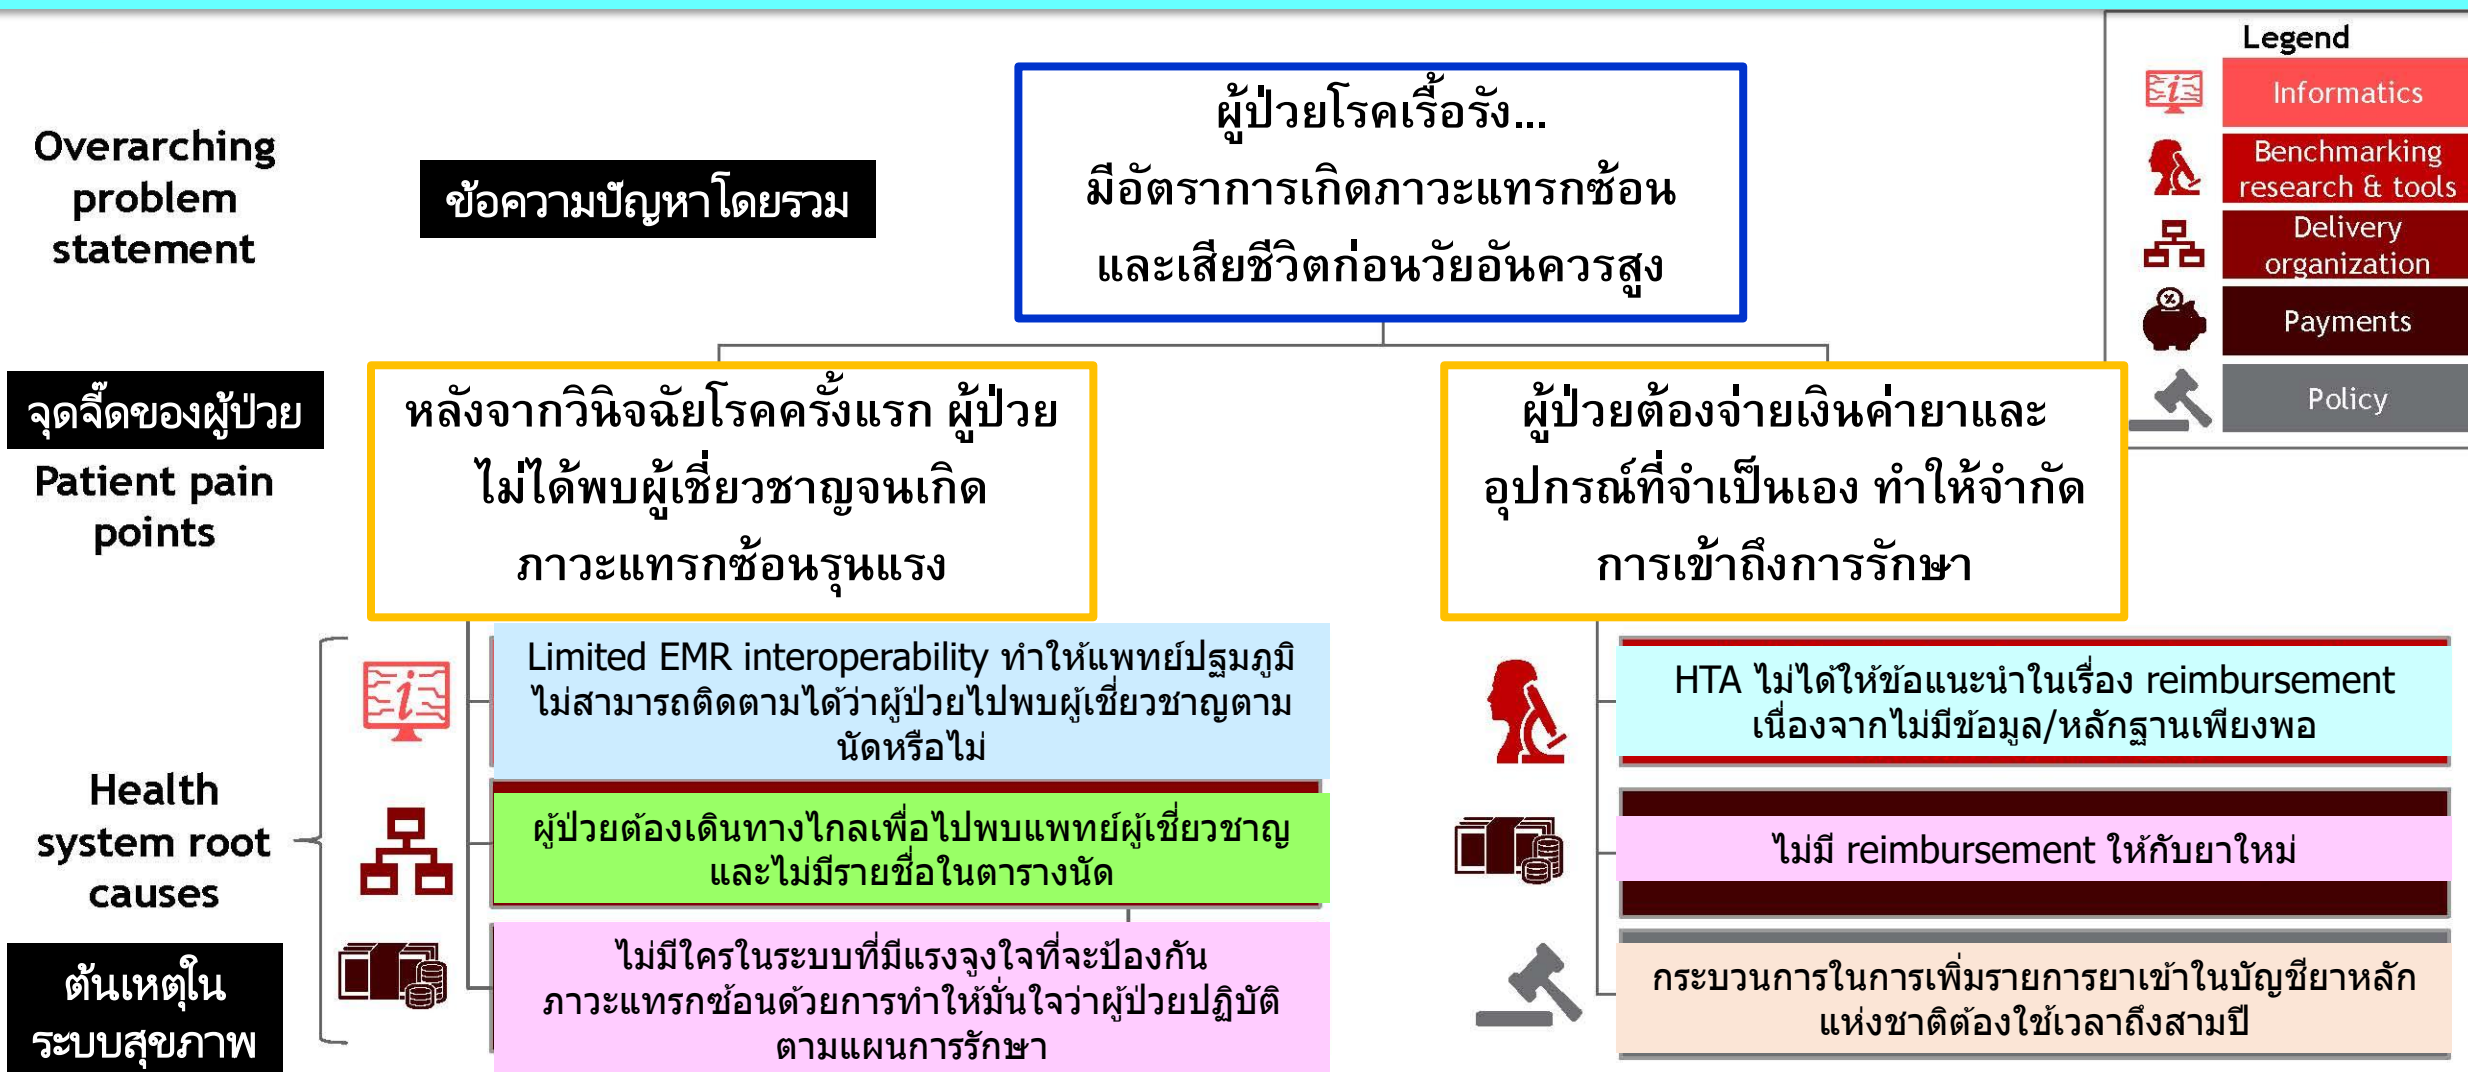 Legend
Informatics
Benchmarking
research & tools
Delivery
organization
Payments
Policy
Overarching
problem
statement
ข้อความปัญหาโดยรวม
ผู้ป่วยโรคเรื้อรัง...
มีอัตราการเกิดภาวะแทรกซ้อน
และเสียชีวิตก่อนวัยอันควรสูง
จุดจี๊ดของผู้ป่วย
Patient pain
points
หลังจากวินิจฉัยโรคครั้งแรก ผู้ป่วย
ไม่ได้พบผู้เชี่ยวชาญจนเกิด
ภาวะแทรกซ้อนรุนแรง
ผู้ป่วยต้องจ่ายเงินค่ายาและ
อุปกรณ์ที่จำเป็นเอง ทำให้จำกัด
การเข้าถึงการรักษา
Health
system root
causes
ต้นเหตุใน
ระบบสุขภาพ
Limited EMR interoperability ทำให้แพทย์ปฐมภูมิ
ไม่สามารถติดตามได้ว่าผู้ป่วยไปพบผู้เชี่ยวชาญตาม
นัดหรือไม่
ผู้ป่วยต้องเดินทางไกลเพื่อไปพบแพทย์ผู้เชี่ยวชาญ
และไม่มีรายชื่อในตารางนัด
ไม่มีใครในระบบที่มีแรงจูงใจที่จะป้องกัน
ภาวะแทรกซ้อนด้วยการทำให้มั่นใจว่าผู้ป่วยปฏิบัติ
ตามแผนการรักษา
HTA ไม่ได้ให้ข้อแนะนำในเรื่อง reimbursement
เนื่องจากไม่มีข้อมูล/หลักฐานเพียงพอ
ไม่มี reimbursement ให้กับยาใหม่
กระบวนการในการเพิ่มรายการยาเข้าในบัญชียาหลัก
แห่งชาติต้องใช้เวลาถึงสามปี